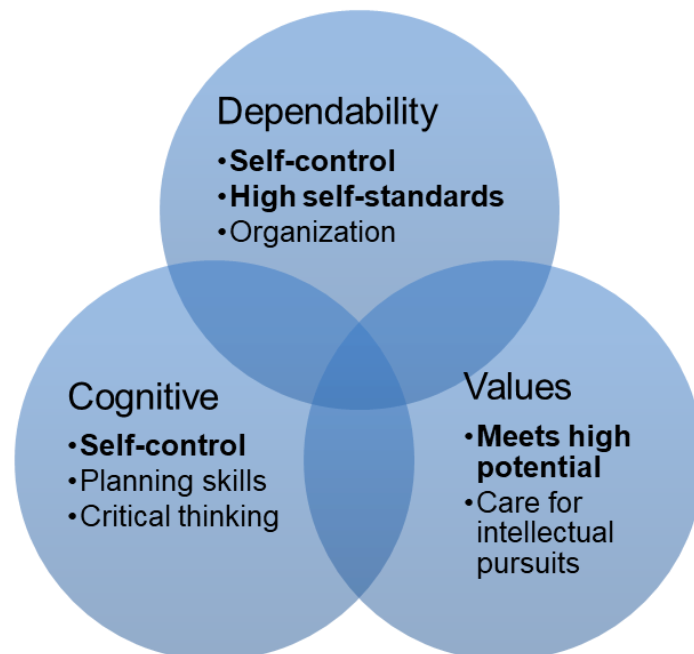 Dependability
•Self-control
•High self-standards
•Organization
Cognitive
•Self-control
•Planning skills
•Critical thinking
Values
•Meets high
potential
•Care for
intellectual
pursuits